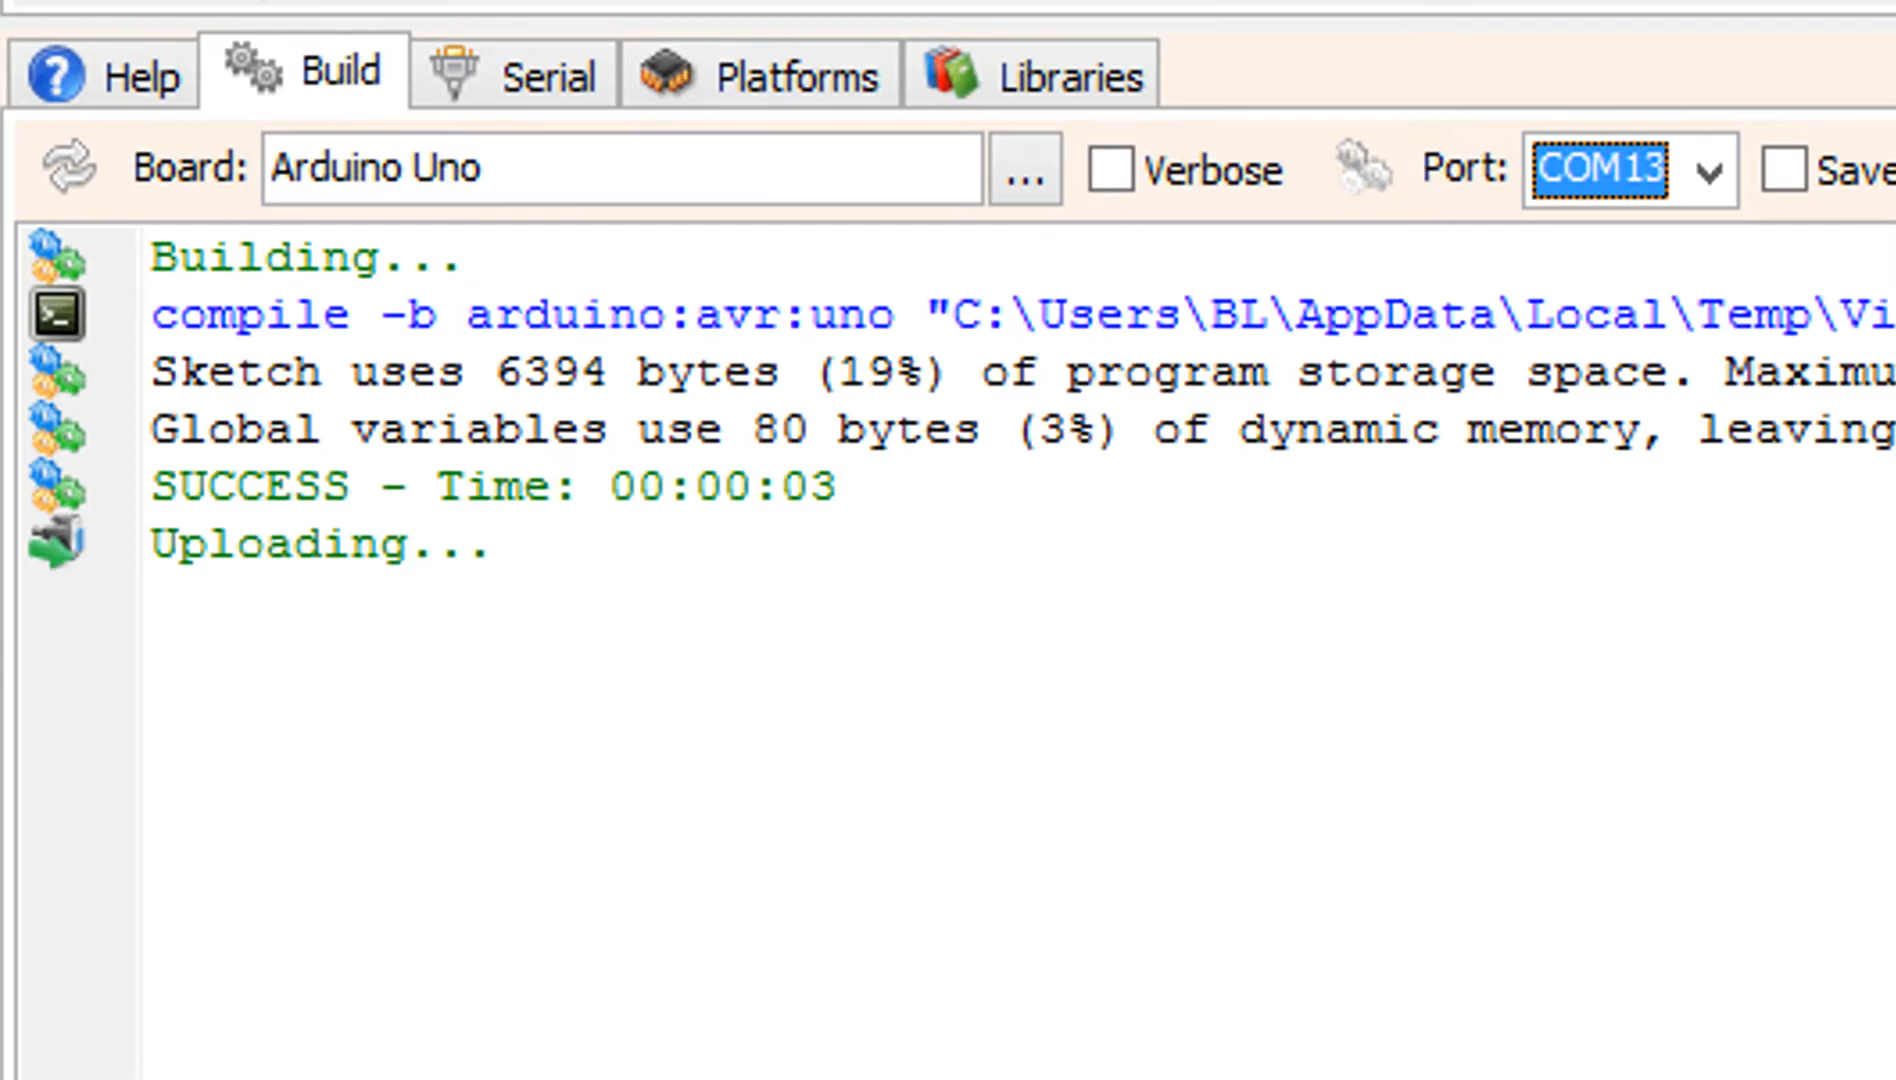 Help Build Serial Platforms Libraries
Board: Arduino Uno ... Verbose Port: COM13 Save
Building...
compile -b arduino:avr:uno "C:\Users\BL\AppData\Local\Temp\Vi
Sketch uses 6394 bytes (19%) of program storage space. Maximu
Global variables use 80 bytes (3%) of dynamic memory, leaving
SUCCESS - Time: 00:00:03
Uploading...